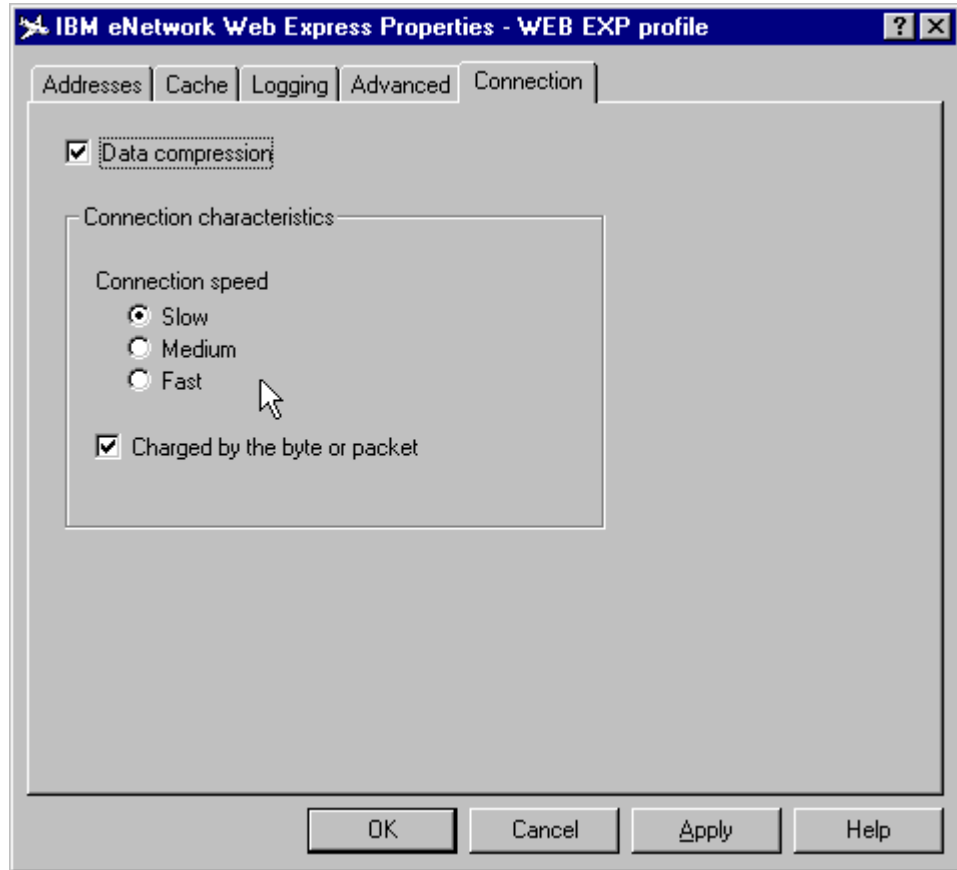 IBM eNetwork Web Express Properties - WEB EXP profile
Addresses Cache Logging Advanced Connection
Data compression
Connection characteristics
Connection speed
Slow
Medium
Fast
Charged by the byte or packet
OK Cancel Apply Help